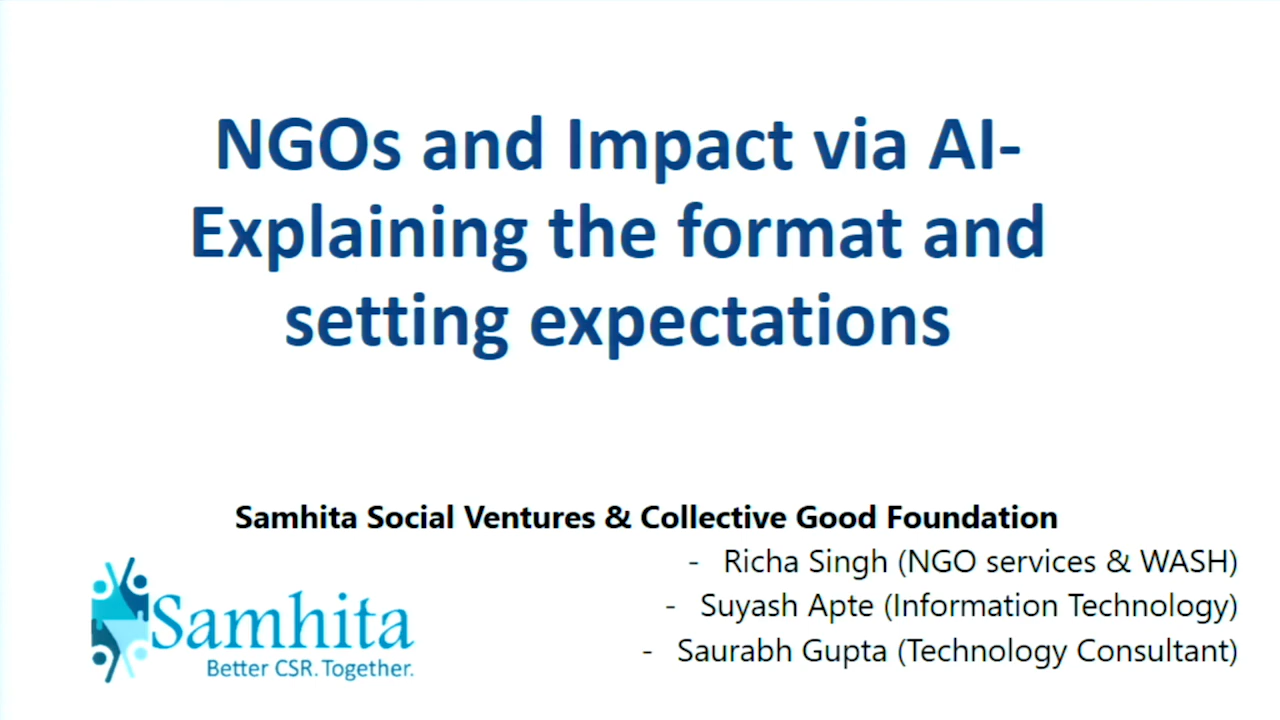 NGOs and Impact via AI-
Explaining the format and
setting expectations
Samhita Social Ventures & Collective Good Foundation
- Richa Singh (NGO services & WASH)
- Suyash Apte (Information Technology)
- Saurabh Gupta (Technology Consultant)
Samhita
Better CSR. Together.